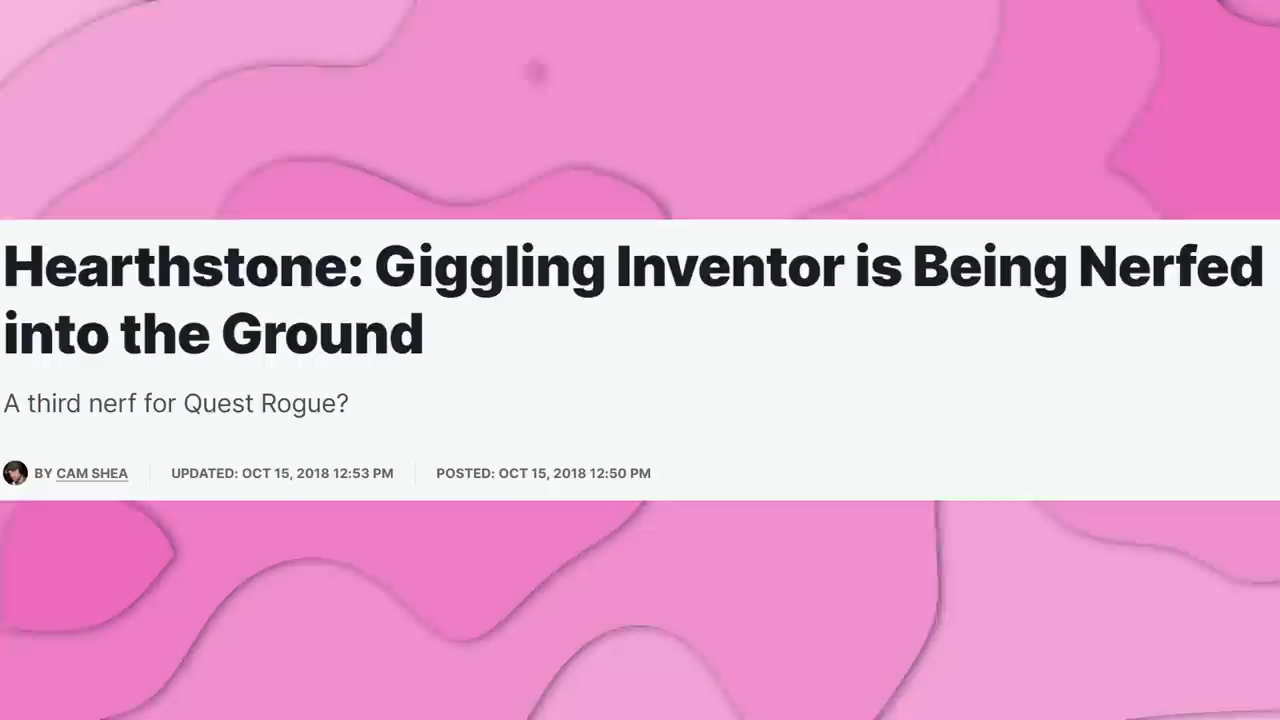 Hearthstone: Giggling Inventor is Being Nerfed
into the Ground
A third nerf for Quest Rogue?
BY CAM SHEA UPDATED: OCT 15, 2018 12:53 PM POSTED: OCT 15, 2018 12:50 PM